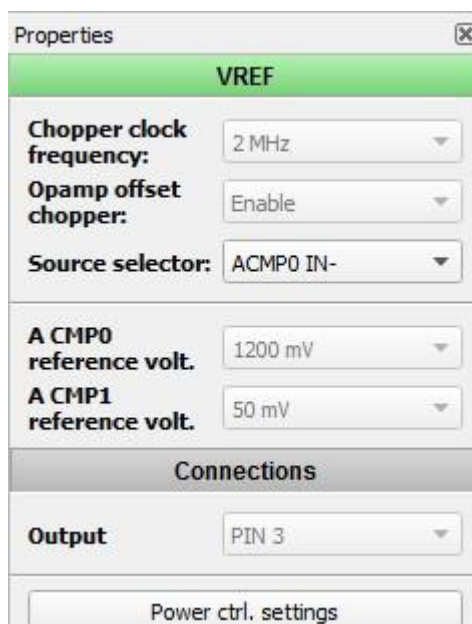 Properties
VREF
Chopper clock
frequency:
2 MHz
Opamp offset
chopper:
Enable
Source selector:
ACMP0 IN-
A CMP0
reference volt.
1200 mV
A CMP1
reference volt.
50 mV
Connections
Output
PIN 3
Power ctrl. settings